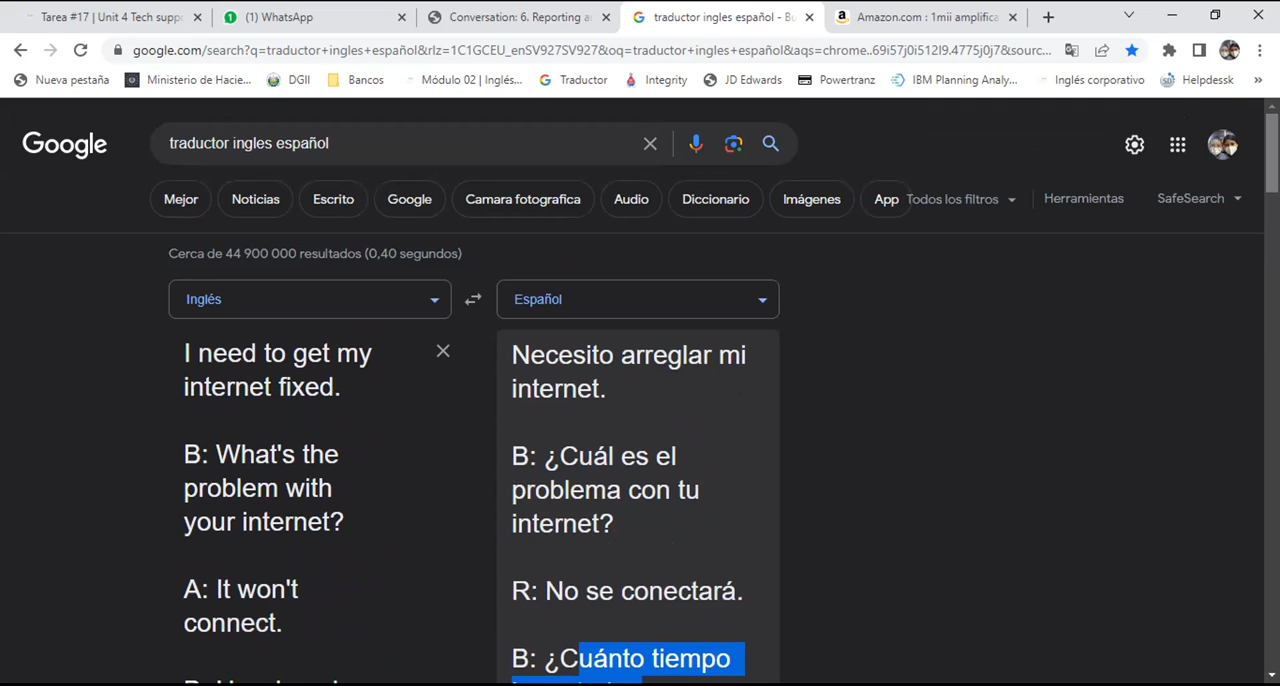 Tarea #17 | Unit 4 Tech suppo
(1) WhatsApp
Conversation: 6. Reporting a
traductor ingles español - Bu
Amazon.com : 1mii amplifica
google.com/search?q=traductor+ingles+español&rlz=1C1GCEU_enSV927SV927&oq=traductor+ingles+español&aqs=chrome..69i57j0i512l9.4775j0j7&sourc...
Nueva pestaña
Ministerio de Hacie...
DGII
Bancos
Módulo 02 | Inglés...
Traductor
Integrity
JD Edwards
Powertranz
IBM Planning Analy...
Inglés corporativo
Helpdessk
Google
traductor ingles español
Mejor
Noticias
Escrito
Google
Camara fotografica
Audio
Diccionario
Imágenes
App
Todos los filtros
Herramientas
SafeSearch
Cerca de 44 900 000 resultados (0,40 segundos)
Inglés
Español
I need to get my
internet fixed.
B: What's the
problem with
your internet?
A: It won't
connect.
Necesito arreglar mi
internet.
B: ¿Cuál es el
problema con tu
internet?
R: No se conectará.
B: ¿Cuánto tiempo